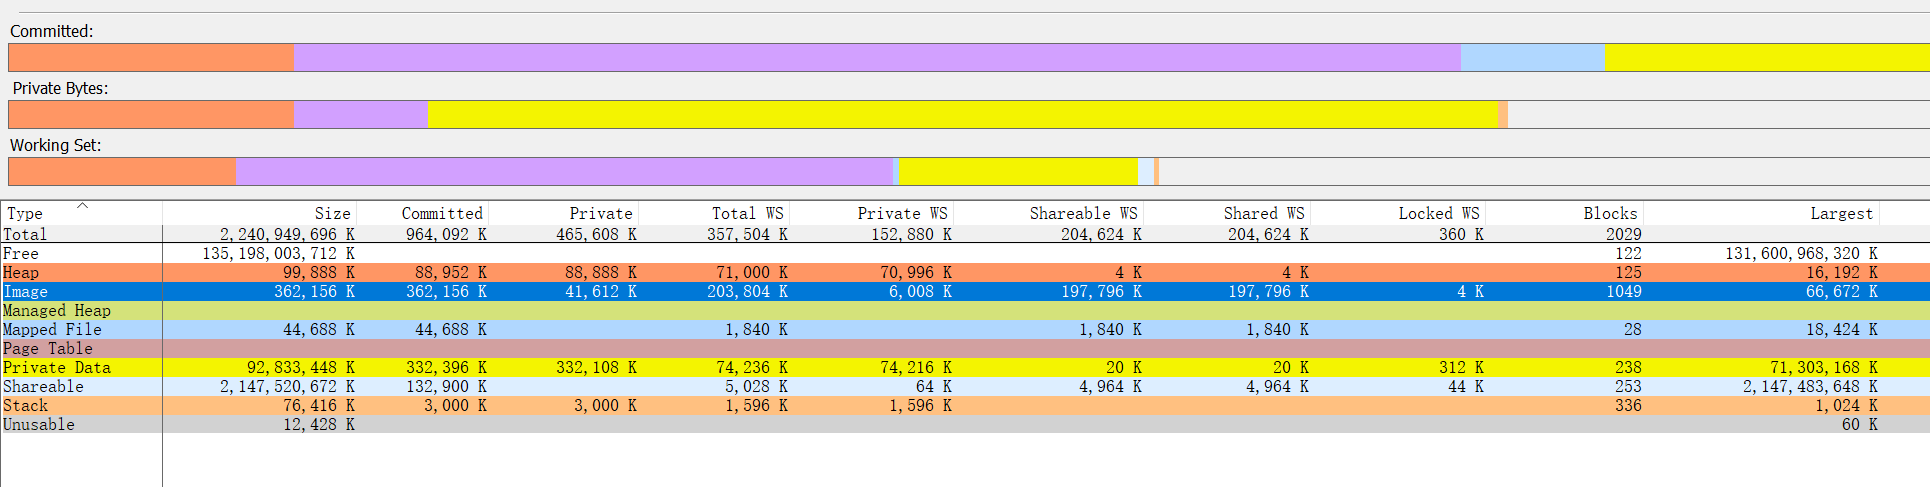 Committed:
Private Bytes:
Working Set:
Type Size Committed Private Total WS Private WS Shareable WS Shared WS Locked WS Blocks Largest
Total 2,240,949,696 K 964,092 K 465,608 K 357,504 K 152,880 K 204,624 K 204,624 K 360 K 2029
Free 135,198,003,712 K 122 131,600,968,320 K
Heap 99,888 K 88,952 K 88,888 K 71,000 K 70,996 K 4 K 4 K 125 16,192 K
Image 362,156 K 362,156 K 41,612 K 203,804 K 6,008 K 197,796 K 197,796 K 4 K 1049 66,672 K
Managed Heap
Mapped File 44,688 K 44,688 K 1,840 K 1,840 K 1,840 K 28 18,424 K
Page Table
Private Data 92,833,448 K 332,396 K 332,108 K 74,236 K 74,216 K 20 K 20 K 312 K 238 71,303,168 K
Shareable 2,147,520,672 K 132,900 K 5,028 K 64 K 4,964 K 4,964 K 44 K 253 2,147,483,648 K
Stack 76,416 K 3,000 K 3,000 K 1,596 K 1,596 K 336 1,024 K
Unusable 12,428 K 60 K